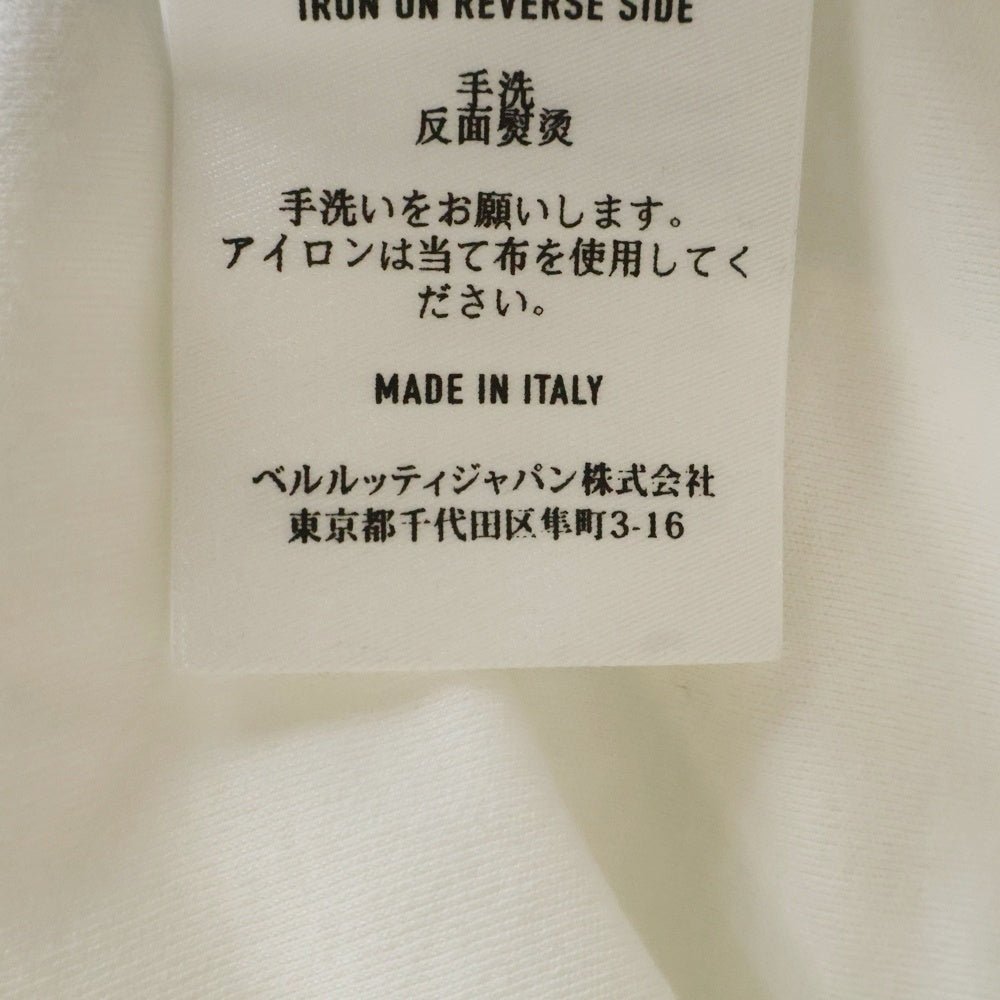 IRON ON REVERSE SIDE
手洗
反面熨烫
手洗いをお願いします。
アイロンは当て布を使用してく
ださい。
MADE IN ITALY
ベルルッティジャパン株式会社
東京都千代田区隼町3-16